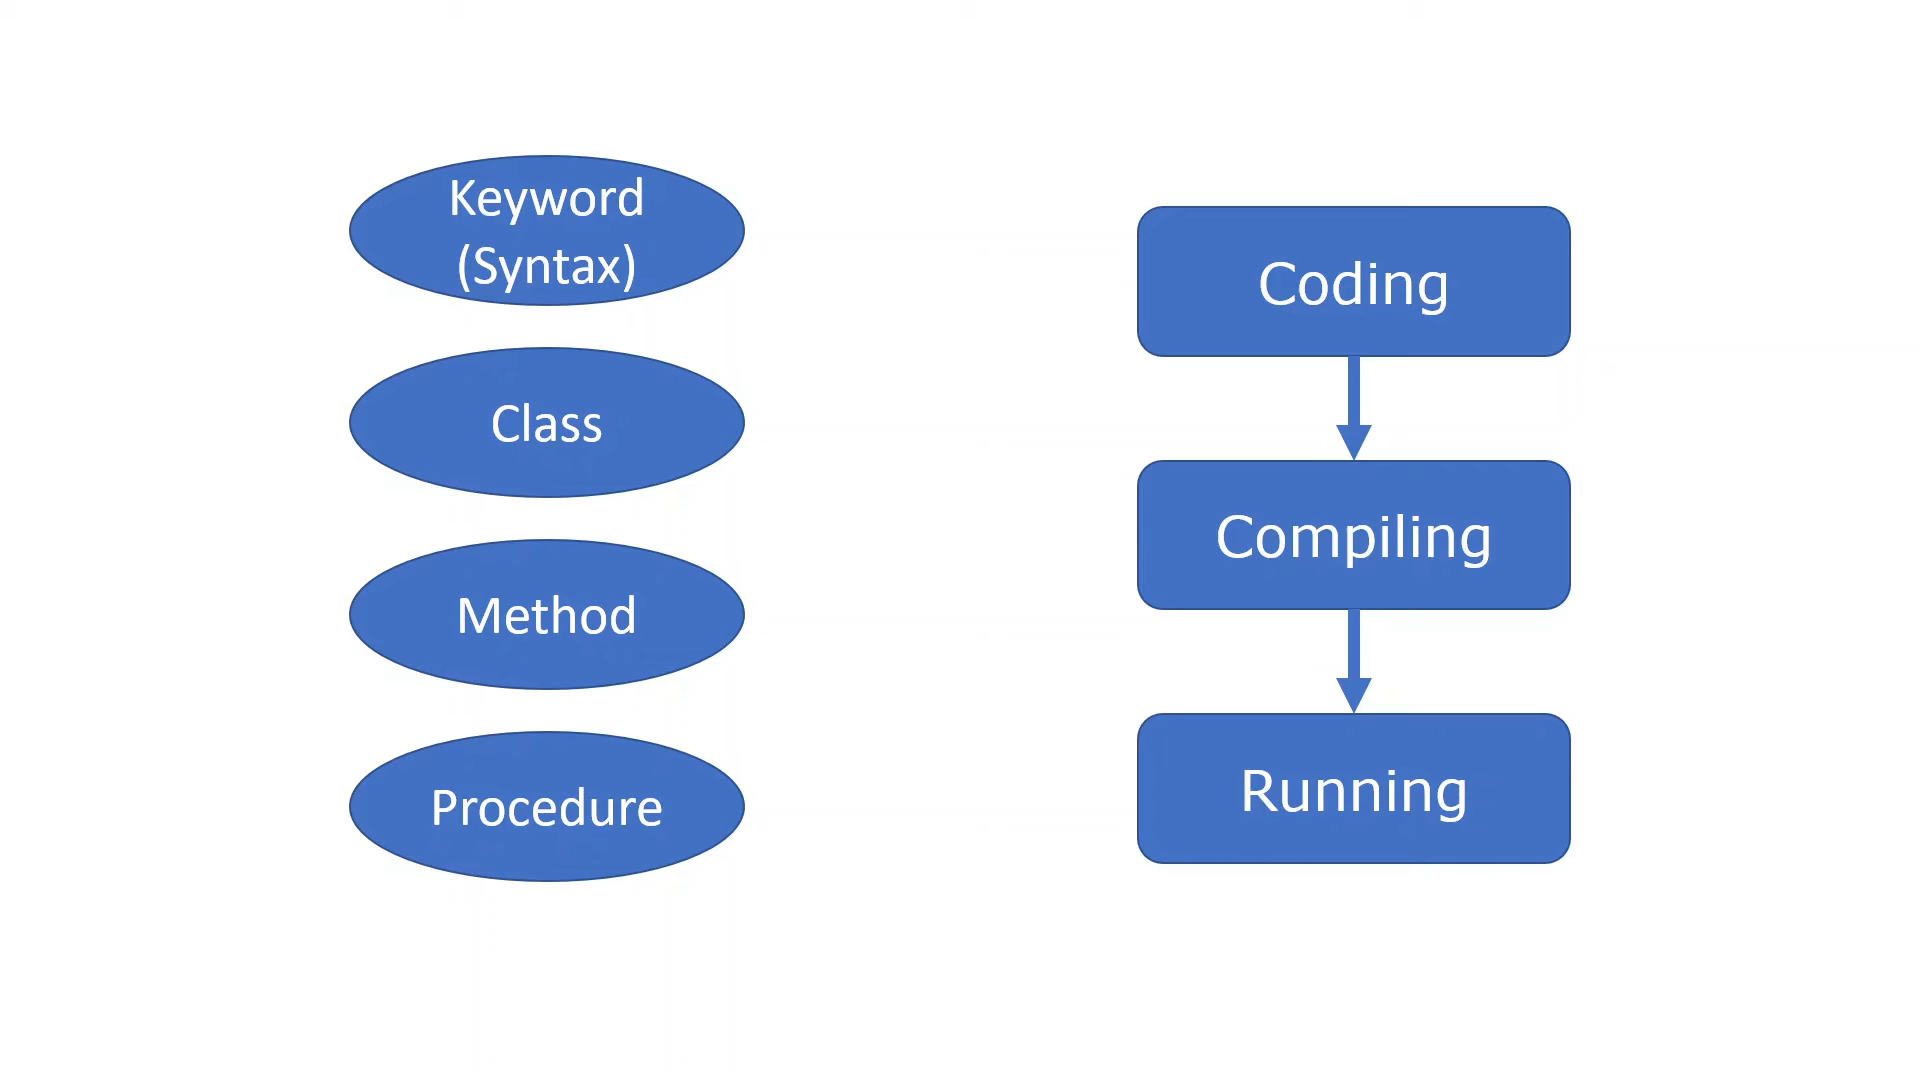 Keyword
(Syntax)
Class
Method
Procedure
Coding
Compiling
Running